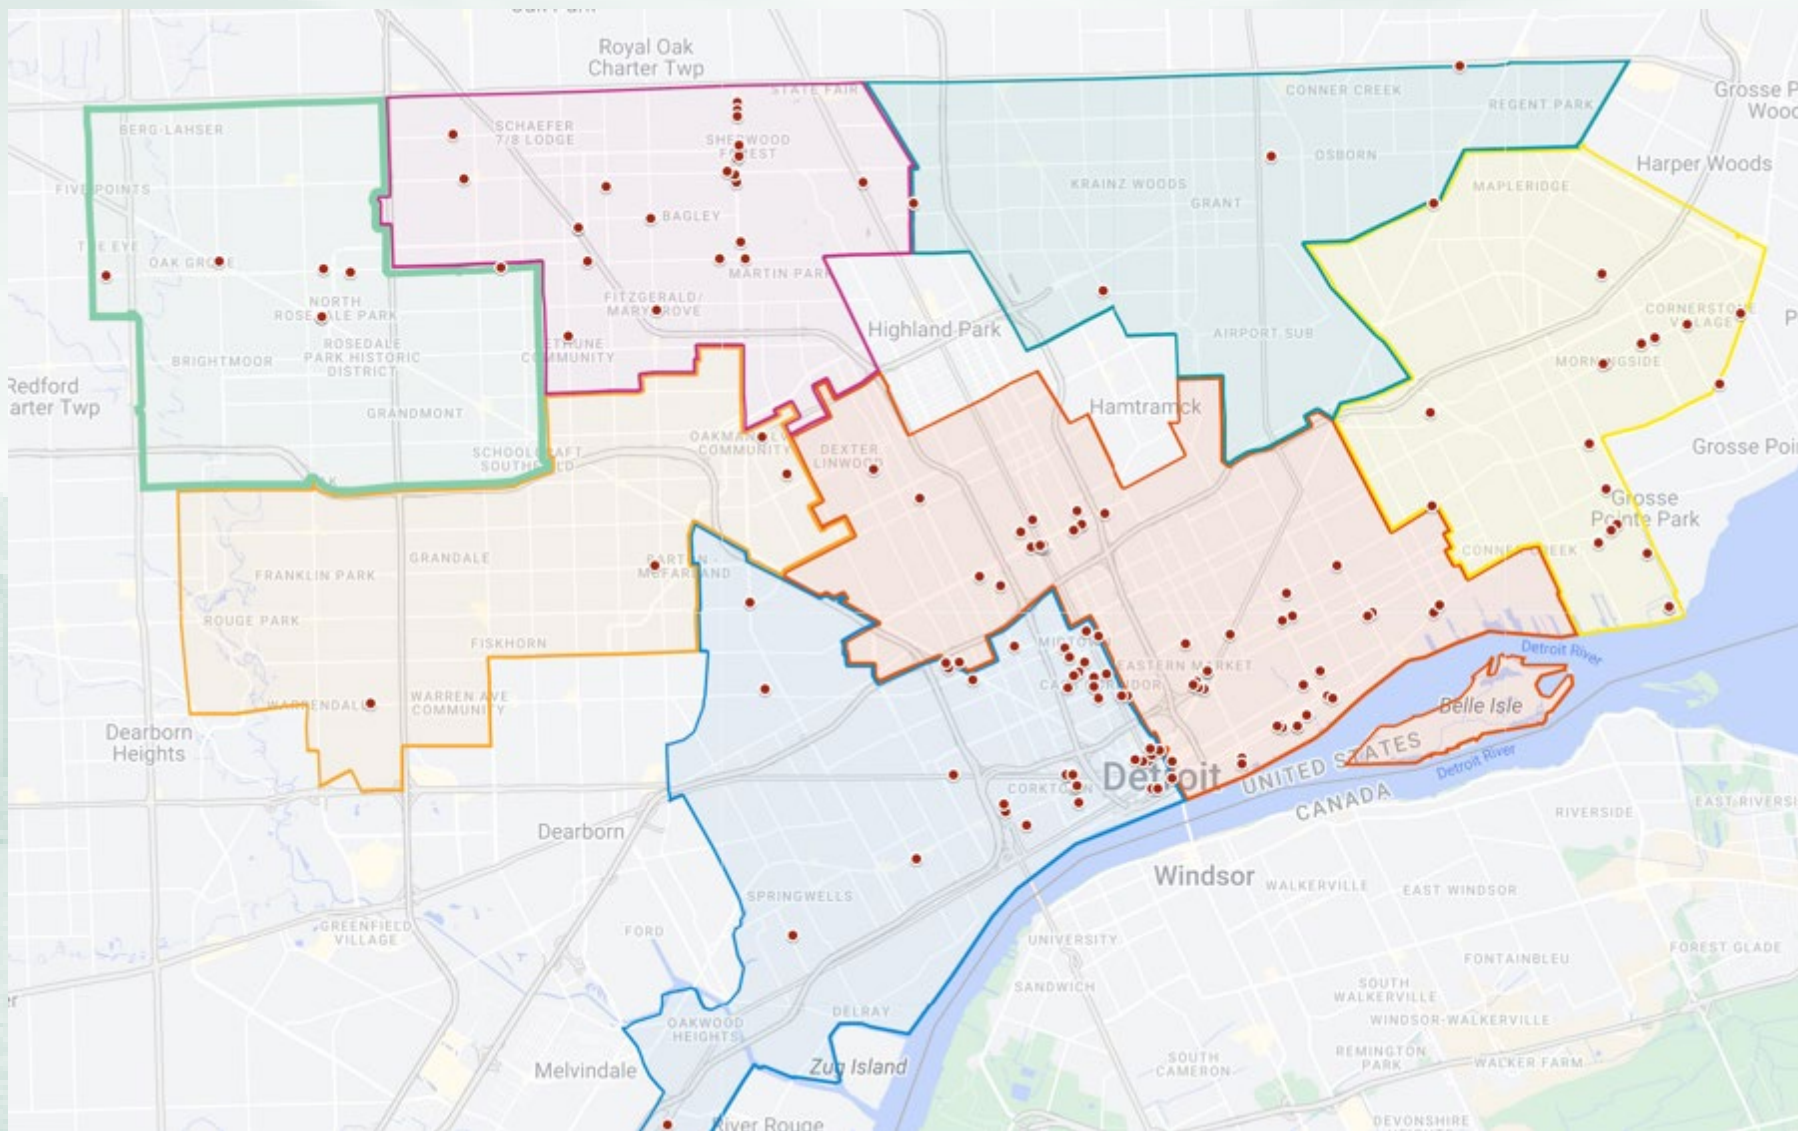 Royal Oak
Charter Twp
STATE FAIR
CONNER CREEK
REGENT PARK
Grosse P
Wood
BERG-LAHSER
SCHAEFER
7/8 LODGE
SHERWOOD
FOREST
OSBORN
Harper Woods
FIVE POINTS
KRAINZ WOODS
MAPLERIDGE
GRANT
BAGLEY
THE EYE
OAK GROVE
MARTIN PARK
NORTH
ROSEDALE PARK
FITZGERALD/
MARYGROVE
CORNERSTONE
VILLAGE
Highland Park
AIRPORT SUB
ROSEDALE
PARK HISTORIC
DISTRICT
BRIGHTMOOR
COMMUNITY
MORNINGSIDE
Redford
arter Twp
GRANDMONT
Hamtramck
OAKMAN BLVD
COMMUNITY
DEXTER
LINWOOD
SCHOOLCRAFT
SOUTHFIELD
Grosse Poi
Grosse
Pointe Park
GRANDALE
BARTON -
MCFARLAND
FRANKLIN PARK
CONNER CREEK
ROUGE PARK
FISKHORN
MIDTOWN
Detroit River
EASTERN MARKET
CASS CORRIDOR
WARRENDALE
WARREN AVE
COMMUNITY
Belle Isle
Dearborn
Heights
UNITED STATES
Detroit River
Detroit
CORKTOWN
CANADA
EAST RIVERSI
RIVERSIDE
Dearborn
Windsor
WALKERVILLE
EAST WINDSOR
SPRINGWELLS
GREENFIELD
VILLAGE
FORD
UNIVERSITY
FOREST GLADE
FONTAINBLEU
SANDWICH
SOUTH
WALKERVILLE
DELRAY
OAKWOOD
HEIGHTS
WINDSOR-WALKERVILLE
Melvindale
Zug Island
SOUTH
CAMERON
REMINGTON
PARK
WALKER FARM
River Rouge
DEVONSHIRE